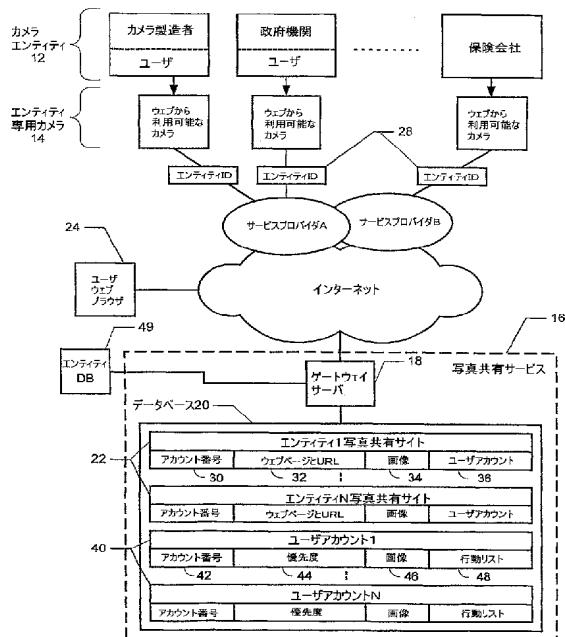 カメラ
エンティティ
12
カメラ製造者
ユーザ
政府機関
ユーザ
保険会社
エンティティ
専用カメラ
14
ウェブから
利用可能な
カメラ
ウェブから
利用可能な
カメラ
ウェブから
利用可能な
カメラ
28
エンティティID
エンティティID
エンティティID
サービスプロバイダA
サービスプロバイダB
24
ユーザ
ウェブ
ブラウザ
インターネット
49
エンティティ
DB
16
18
写真共有サービス
ゲートウェイ
サーバ
データベース20
22
エンティティ1写真共有サイト
アカウント番号 ウェブページとURL 画像 ユーザアカウント
30 32 34 36
エンティティN写真共有サイト
アカウント番号 ウェブページとURL 画像 ユーザアカウント
40
ユーザアカウント1
アカウント番号 優先度 画像 行動リスト
42 44 46 48
ユーザアカウントN
アカウント番号 優先度 画像 行動リスト